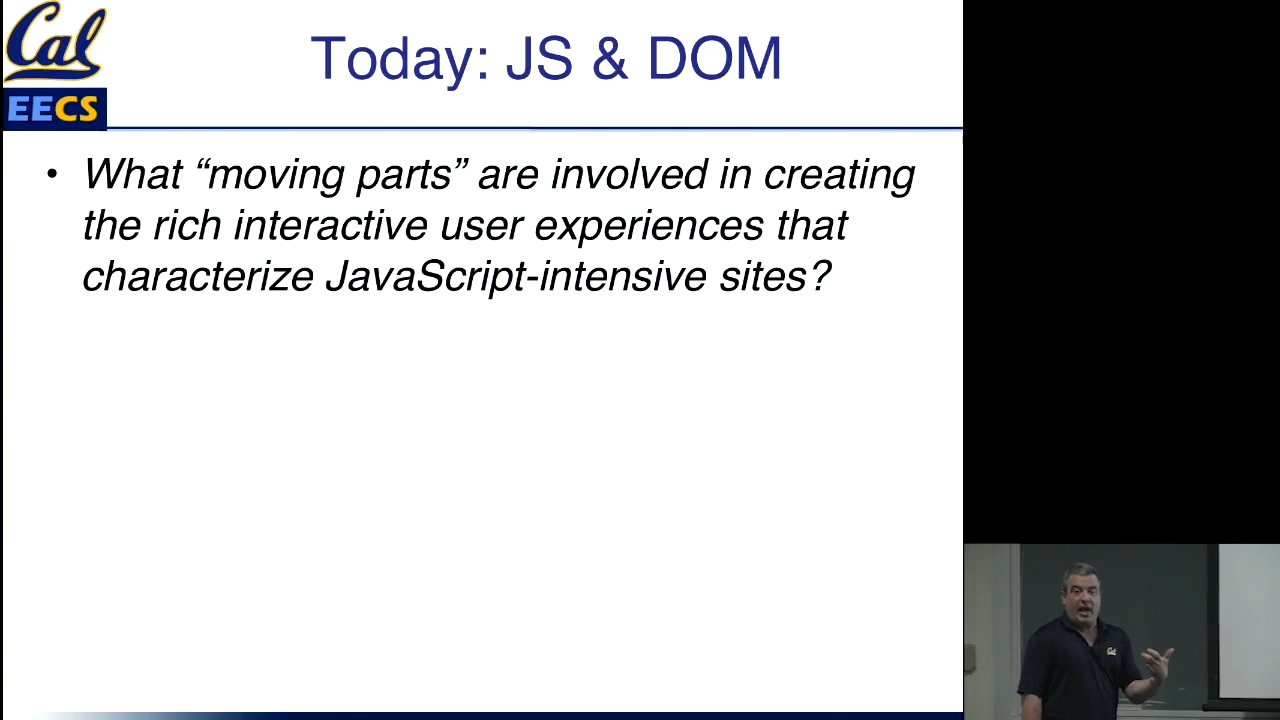 Cal
EECS
Today: JS & DOM
• What “moving parts” are involved in creating
the rich interactive user experiences that
characterize JavaScript-intensive sites?
Cal